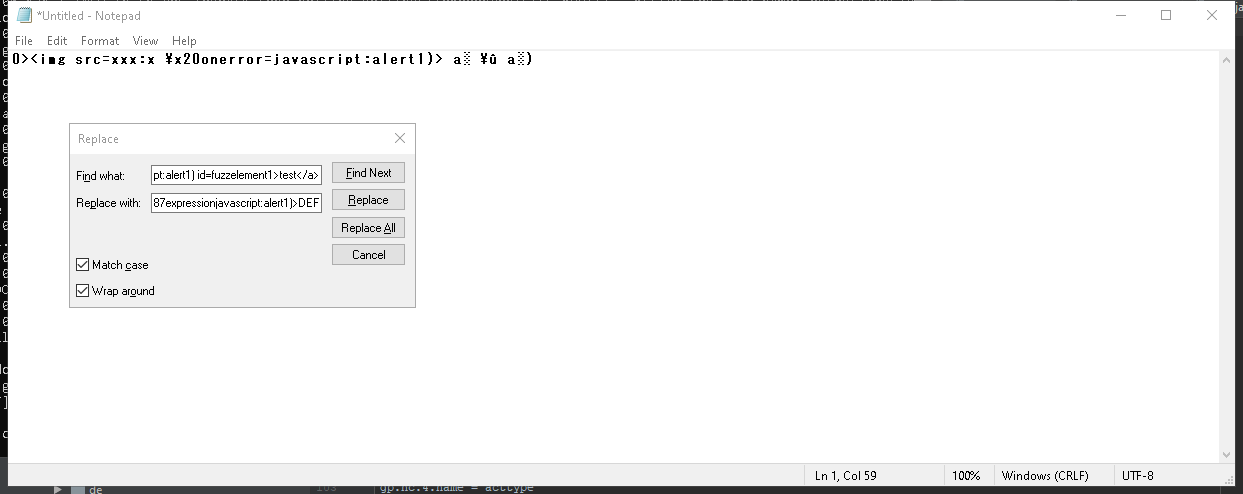 *Untitled - Notepad
File Edit Format View Help
0><img src=xxx:x ¥x20onerror=javascript:alert1)> a▒ ¥û a▒)
Replace
Find what: pt:alert1) id=fuzzelement1>test</a> Find Next
Replace with: 87expressionjavascript:alert1)>DEF Replace
Replace All
Cancel
Match case
Wrap around
Ln 1, Col 59 100% Windows (CRLF) UTF-8
de
gp.nc.4.name = acttype